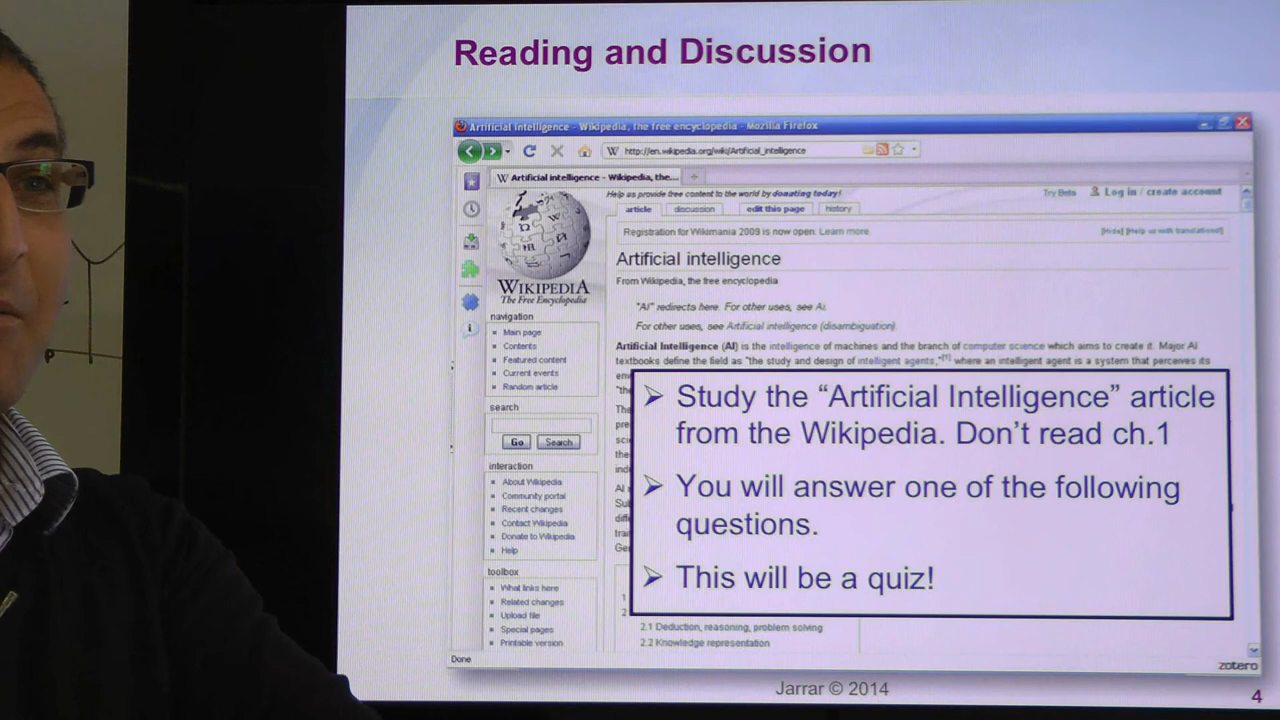 Reading and Discussion
Artificial intelligence - Wikipedia, the free encyclopedia - Mozilla Firefox
http://en.wikipedia.org/wiki/Artificial_intelligence
Artificial intelligence - Wikipedia, the...
Help us provide free content to the world by donating today!
Try Beta Log in / create account
article discussion edit this page history
Registration for Wikimania 2009 is now open. Learn more.
[Hide] [Help us with translations!]
Artificial intelligence
From Wikipedia, the free encyclopedia
"AI" redirects here. For other uses, see Ai.
For other uses, see Artificial intelligence (disambiguation).
Artificial Intelligence (AI) is the intelligence of machines and the branch of computer science which aims to create it. Major AI
textbooks define the field as "the study and design of intelligent agents,"[1] where an intelligent agent is a system that perceives its
WIKIPEDIA
The Free Encyclopedia
navigation
Main page
Contents
Featured content
Current events
Random article
search
Go Search
interaction
About Wikipedia
Community portal
Recent changes
Contact Wikipedia
Donate to Wikipedia
Help
toolbox
What links here
Related changes
Upload file
Special pages
Printable version
➢ Study the “Artificial Intelligence” article
from the Wikipedia. Don’t read ch.1
➢ You will answer one of the following
questions.
➢ This will be a quiz!
2.1 Deduction, reasoning, problem solving
2.2 Knowledge representation
Done
zotero
Jarrar © 2014
4